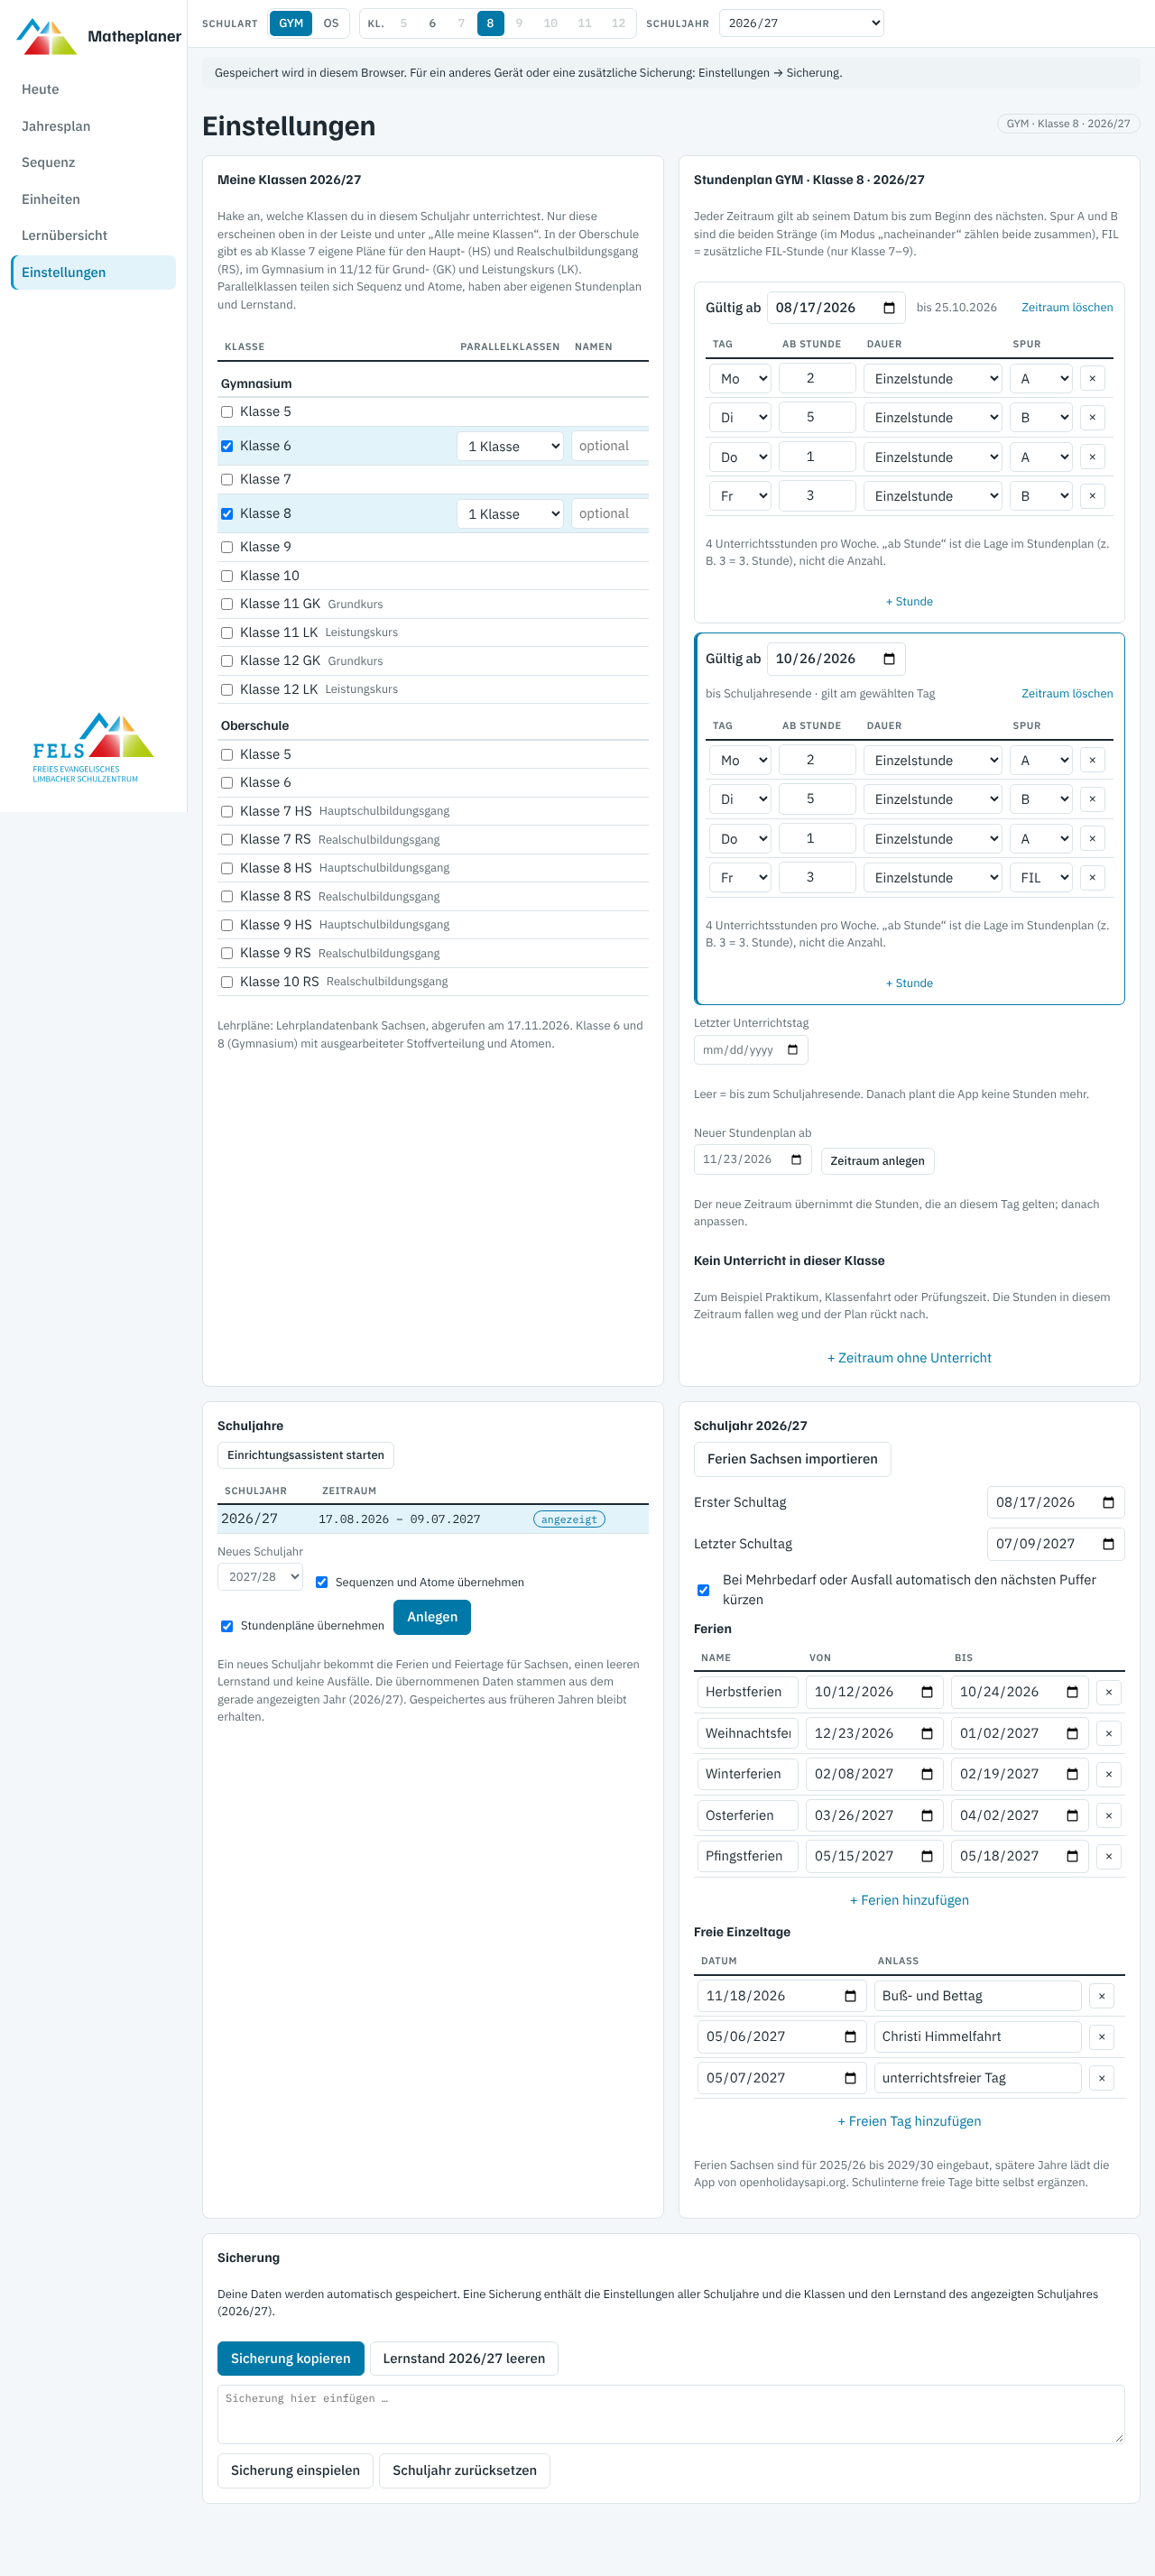 Matheplaner
SCHULART GYM OS KL. 5 6 7 8 9 10 11 12 SCHULJAHR 2026/27
Heute
Jahresplan
Sequenz
Einheiten
Lernübersicht
Einstellungen
FELS
FREIES EVANGELISCHES
LIMBACHER SCHULZENTRUM
Gespeichert wird in diesem Browser. Für ein anderes Gerät oder eine zusätzliche Sicherung: Einstellungen → Sicherung.
Einstellungen
GYM · Klasse 8 · 2026/27
Meine Klassen 2026/27
Hake an, welche Klassen du in diesem Schuljahr unterrichtest. Nur diese
erscheinen oben in der Leiste und unter „Alle meine Klassen“. In der Oberschule
gibt es ab Klasse 7 eigene Pläne für den Haupt- (HS) und Realschulbildungsgang
(RS), im Gymnasium in 11/12 für Grund- (GK) und Leistungskurs (LK).
Parallelklassen teilen sich Sequenz und Atome, haben aber eigenen Stundenplan
und Lernstand.
KLASSE PARALLELKLASSEN NAMEN
Gymnasium
Klasse 5
Klasse 6 1 Klasse optional
Klasse 7
Klasse 8 1 Klasse optional
Klasse 9
Klasse 10
Klasse 11 GK Grundkurs
Klasse 11 LK Leistungskurs
Klasse 12 GK Grundkurs
Klasse 12 LK Leistungskurs
Oberschule
Klasse 5
Klasse 6
Klasse 7 HS Hauptschulbildungsgang
Klasse 7 RS Realschulbildungsgang
Klasse 8 HS Hauptschulbildungsgang
Klasse 8 RS Realschulbildungsgang
Klasse 9 HS Hauptschulbildungsgang
Klasse 9 RS Realschulbildungsgang
Klasse 10 RS Realschulbildungsgang
Lehrpläne: Lehrplandatenbank Sachsen, abgerufen am 17.11.2026. Klasse 6 und
8 (Gymnasium) mit ausgearbeiteter Stoffverteilung und Atomen.
Stundenplan GYM · Klasse 8 · 2026/27
Jeder Zeitraum gilt ab seinem Datum bis zum Beginn des nächsten. Spur A und B
sind die beiden Stränge (im Modus „nacheinander“ zählen beide zusammen), FIL
= zusätzliche FIL-Stunde (nur Klasse 7–9).
Gültig ab 08/17/2026 bis 25.10.2026 Zeitraum löschen
TAG AB STUNDE DAUER SPUR
Mo 2 Einzelstunde A ×
Di 5 Einzelstunde B ×
Do 1 Einzelstunde A ×
Fr 3 Einzelstunde B ×
4 Unterrichtsstunden pro Woche. „ab Stunde“ ist die Lage im Stundenplan (z.
B. 3 = 3. Stunde), nicht die Anzahl.
+ Stunde
Gültig ab 10/26/2026
bis Schuljahresende · gilt am gewählten Tag Zeitraum löschen
TAG AB STUNDE DAUER SPUR
Mo 2 Einzelstunde A ×
Di 5 Einzelstunde B ×
Do 1 Einzelstunde A ×
Fr 3 Einzelstunde FIL ×
4 Unterrichtsstunden pro Woche. „ab Stunde“ ist die Lage im Stundenplan (z.
B. 3 = 3. Stunde), nicht die Anzahl.
+ Stunde
Letzter Unterrichtstag
mm/dd/yyyy
Leer = bis zum Schuljahresende. Danach plant die App keine Stunden mehr.
Neuer Stundenplan ab
11/23/2026 Zeitraum anlegen
Der neue Zeitraum übernimmt die Stunden, die an diesem Tag gelten; danach
anpassen.
Kein Unterricht in dieser Klasse
Zum Beispiel Praktikum, Klassenfahrt oder Prüfungszeit. Die Stunden in diesem
Zeitraum fallen weg und der Plan rückt nach.
+ Zeitraum ohne Unterricht
Schuljahre
Einrichtungsassistent starten
SCHULJAHR ZEITRAUM
2026/27 17.08.2026 – 09.07.2027 angezeigt
Neues Schuljahr
2027/28 Sequenzen und Atome übernehmen
Stundenpläne übernehmen Anlegen
Ein neues Schuljahr bekommt die Ferien und Feiertage für Sachsen, einen leeren
Lernstand und keine Ausfälle. Die übernommenen Daten stammen aus dem
gerade angezeigten Jahr (2026/27). Gespeichertes aus früheren Jahren bleibt
erhalten.
Schuljahr 2026/27
Ferien Sachsen importieren
Erster Schultag 08/17/2026
Letzter Schultag 07/09/2027
Bei Mehrbedarf oder Ausfall automatisch den nächsten Puffer
kürzen
Ferien
NAME VON BIS
Herbstferien 10/12/2026 10/24/2026 ×
Weihnachtsfer 12/23/2026 01/02/2027 ×
Winterferien 02/08/2027 02/19/2027 ×
Osterferien 03/26/2027 04/02/2027 ×
Pfingstferien 05/15/2027 05/18/2027 ×
+ Ferien hinzufügen
Freie Einzeltage
DATUM ANLASS
11/18/2026 Buß- und Bettag ×
05/06/2027 Christi Himmelfahrt ×
05/07/2027 unterrichtsfreier Tag ×
+ Freien Tag hinzufügen
Ferien Sachsen sind für 2025/26 bis 2029/30 eingebaut, spätere Jahre lädt die
App von openholidaysapi.org. Schulinterne freie Tage bitte selbst ergänzen.
Sicherung
Deine Daten werden automatisch gespeichert. Eine Sicherung enthält die Einstellungen aller Schuljahre und die Klassen und den Lernstand des angezeigten Schuljahres
(2026/27).
Sicherung kopieren Lernstand 2026/27 leeren
Sicherung hier einfügen …
Sicherung einspielen Schuljahr zurücksetzen